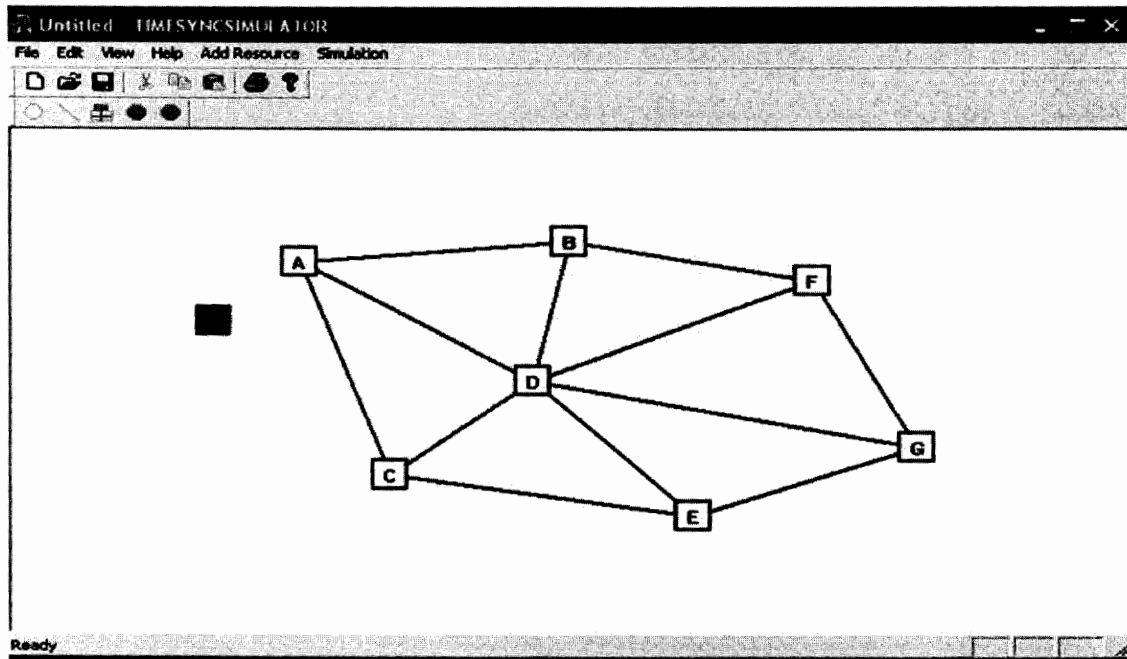 Untitled TIMESYNCSIMULATOR
File Edit View Help Add Resource Simulation
B
A
F
D
G
C
E
Ready